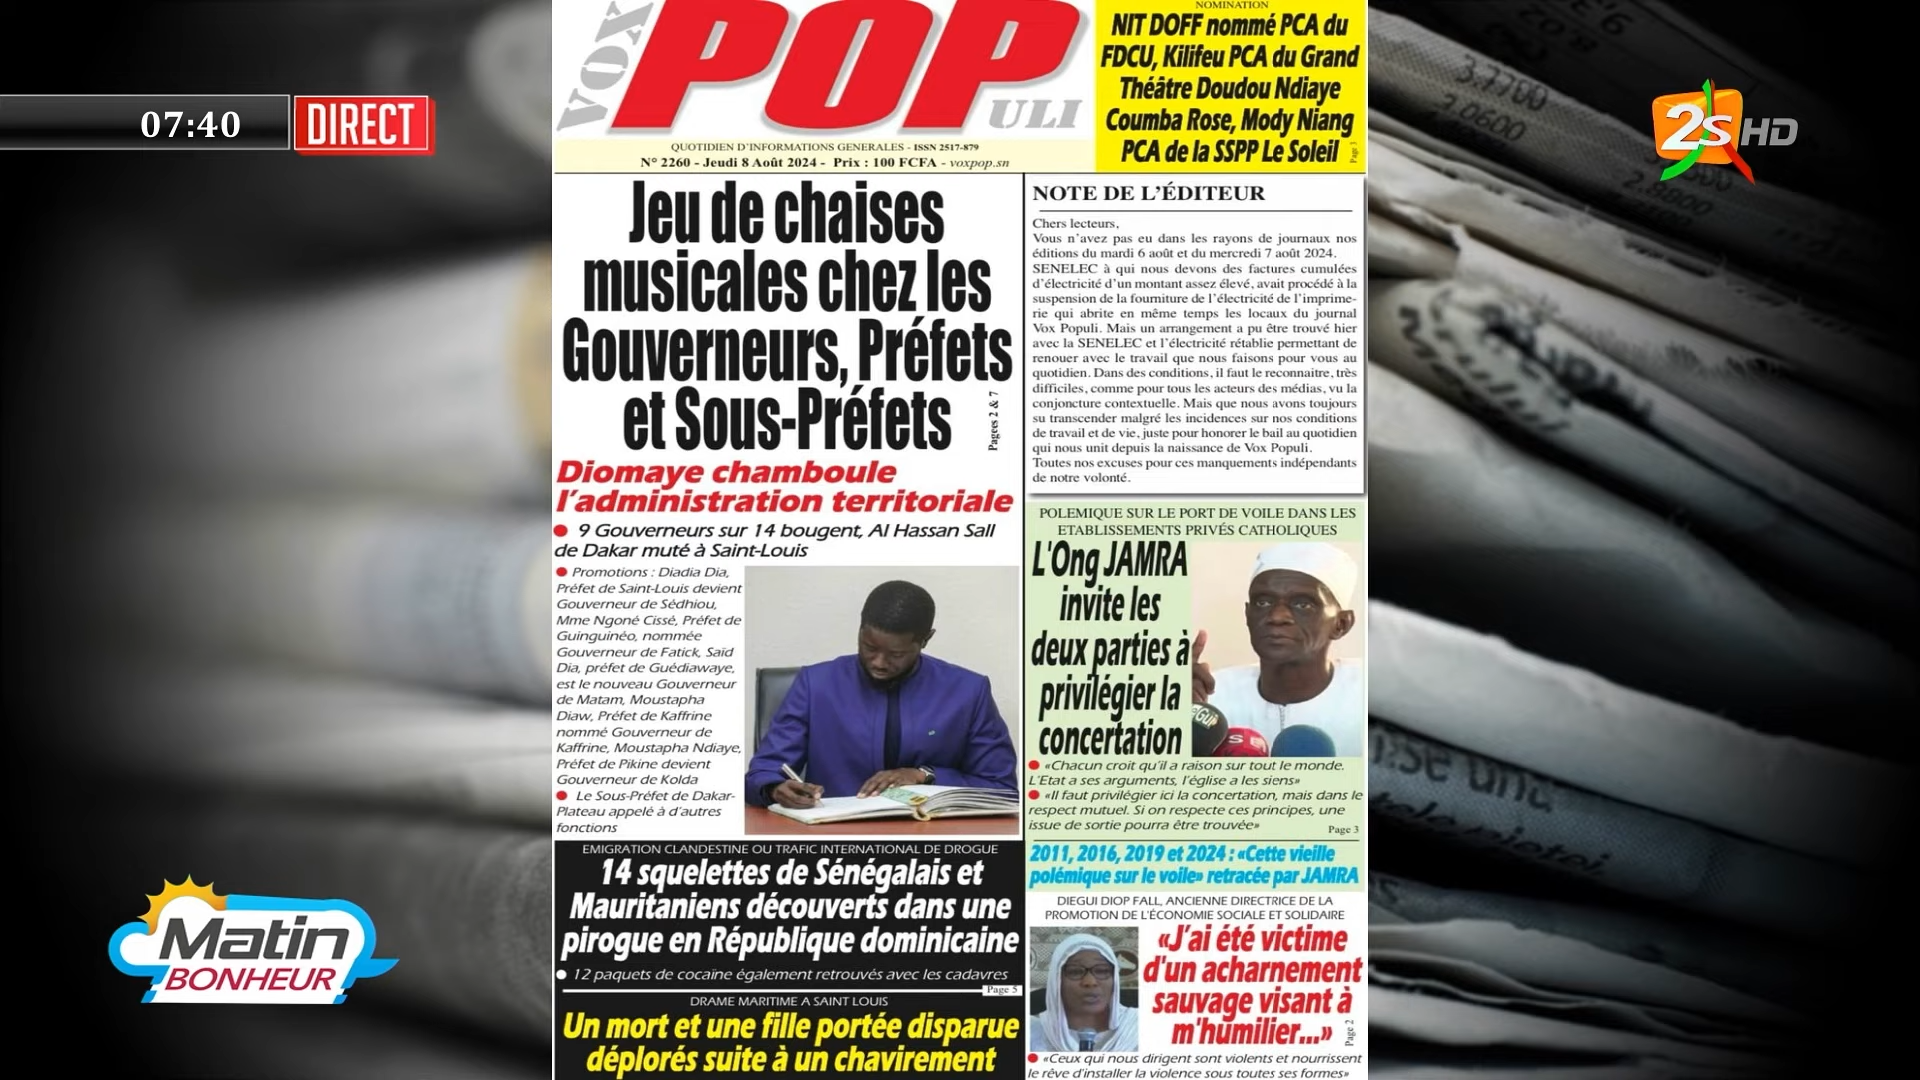 07:40
DIRECT
2S HD
VOX
POP
ULI
QUOTIDIEN D'INFORMATIONS GENERALES - ISSN 2517-879
N° 2260 - Jeudi 8 Août 2024 - Prix : 100 FCFA - voxpop.sn
NOMINATION
NIT DOFF nommé PCA du
FDCU, Kilifeu PCA du Grand
Théâtre Doudou Ndiaye
Coumba Rose, Mody Niang
PCA de la SSPP Le Soleil
Page 3
Jeu de chaises
musicales chez les
Gouverneurs, Préfets
et Sous-Préfets
Pagees 2 & 7
Diomaye chamboule
l'administration territoriale
9 Gouverneurs sur 14 bougent, Al Hassan Sall
de Dakar muté à Saint-Louis
Promotions : Diadia Dia,
Préfet de Saint-Louis devient
Gouverneur de Sédhiou,
Mme Ngoné Cissé, Préfet de
Guinguinéo, nommée
Gouverneur de Fatick, Saïd
Dia, préfet de Guédiawaye,
est le nouveau Gouverneur
de Matam, Moustapha
Diaw, Préfet de Kaffrine
nommé Gouverneur de
Kaffrine, Moustapha Ndiaye,
Préfet de Pikine devient
Gouverneur de Kolda
Le Sous-Préfet de Dakar-
Plateau appelé à d'autres
fonctions
EMIGRATION CLANDESTINE OU TRAFIC INTERNATIONAL DE DROGUE
14 squelettes de Sénégalais et
Mauritaniens découverts dans une
pirogue en République dominicaine
12 paquets de cocaïne également retrouvés avec les cadavres
Page 5
DRAME MARITIME A SAINT LOUIS
Un mort et une fille portée disparue
déplorés suite à un chavirement
NOTE DE L'ÉDITEUR
Chers lecteurs,
Vous n'avez pas eu dans les rayons de journaux nos
éditions du mardi 6 août et du mercredi 7 août 2024.
SENELEC à qui nous devons des factures cumulées
d'électricité d'un montant assez élevé, avait procédé à la
suspension de la fourniture de l'électricité de l'imprime-
rie qui abrite en même temps les locaux du journal
Vox Populi. Mais un arrangement a pu être trouvé hier
avec la SENELEC et l'électricité rétablie permettant de
renouer avec le travail que nous faisons pour vous au
quotidien. Dans des conditions, il faut le reconnaitre, très
difficiles, comme pour tous les acteurs des médias, vu la
conjoncture contextuelle. Mais que nous avons toujours
su transcender malgré les incidences sur nos conditions
de travail et de vie, juste pour honorer le bail au quotidien
qui nous unit depuis la naissance de Vox Populi.
Toutes nos excuses pour ces manquements indépendants
de notre volonté.
POLEMIQUE SUR LE PORT DE VOILE DANS LES
ETABLISSEMENTS PRIVÉS CATHOLIQUES
L'Ong JAMRA
invite les
deux parties à
privilégier la
concertation
«Chacun croit qu'il a raison sur tout le monde.
L'Etat a ses arguments, l'église a les siens»
«Il faut privilégier ici la concertation, mais dans le
respect mutuel. Si on respecte ces principes, une
issue de sortie pourra être trouvée»
Page 3
2011, 2016, 2019 et 2024 : «Cette vieille
polémique sur le voile» retracée par JAMRA
DIEGUI DIOP FALL, ANCIENNE DIRECTRICE DE LA
PROMOTION DE L'ÉCONOMIE SOCIALE ET SOLIDAIRE
«J'ai été victime
d'un acharnement
sauvage visant à
m'humilier...»
Page 2
«Ceux qui nous dirigent sont violents et nourrissent
le rêve d'installer la violence sous toutes ses formes»
Matin
BONHEUR
3.7700
2.0600
2.8800